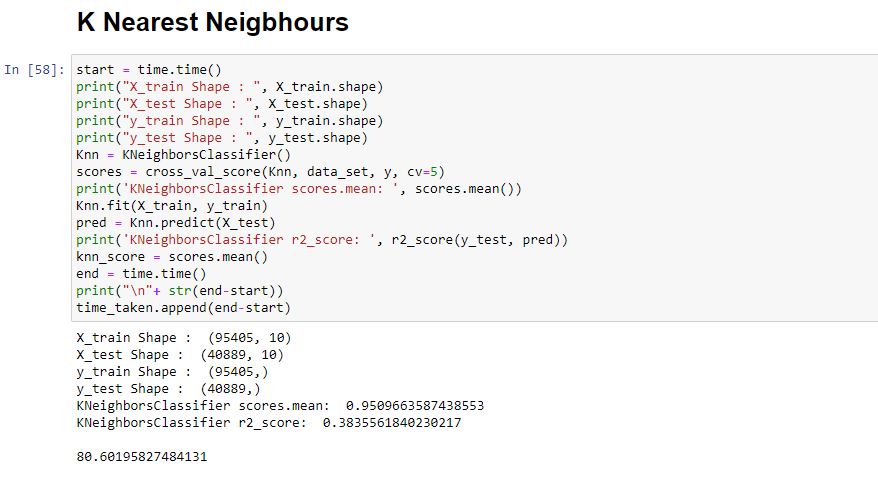 K Nearest Neigbhours
In [58]: start = time.time()
print("X_train Shape : ", X_train.shape)
print("X_test Shape : ", X_test.shape)
print("y_train Shape : ", y_train.shape)
print("y_test Shape : ", y_test.shape)
Knn = KNeighborsClassifier()
scores = cross_val_score(Knn, data_set, y, cv=5)
print('KNeighborsClassifier scores.mean: ', scores.mean())
Knn.fit(X_train, y_train)
pred = Knn.predict(X_test)
print('KNeighborsClassifier r2_score: ', r2_score(y_test, pred))
knn_score = scores.mean()
end = time.time()
print("\n"+ str(end-start))
time_taken.append(end-start)
X_train Shape :  (95405, 10)
X_test Shape :  (40889, 10)
y_train Shape :  (95405,)
y_test Shape :  (40889,)
KNeighborsClassifier scores.mean:  0.9509663587438553
KNeighborsClassifier r2_score:  0.3835561840230217
80.60195827484131